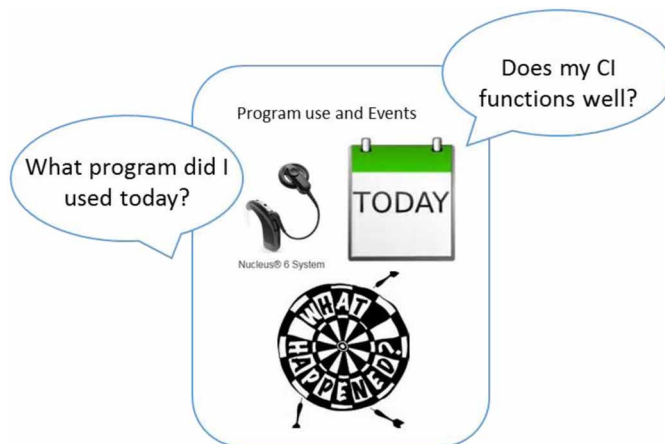 Does my CI
functions well?
Program use and Events
What program did I
used today?
TODAY
Nucleus® 6 System
WHAT
HAPPENED?